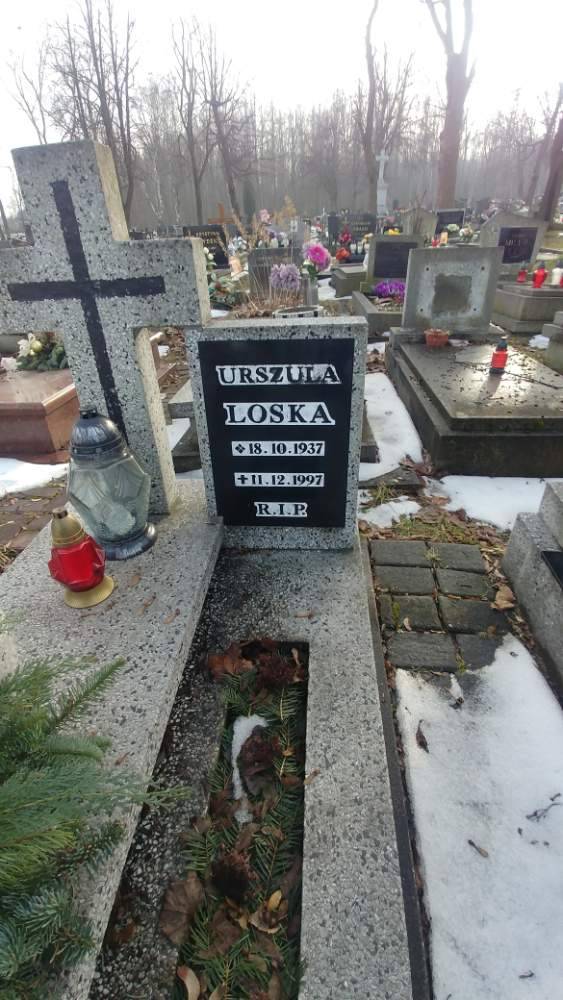 URSZULA
LOSKA
18.10.1937
✝11.12.1997
R.I.P.